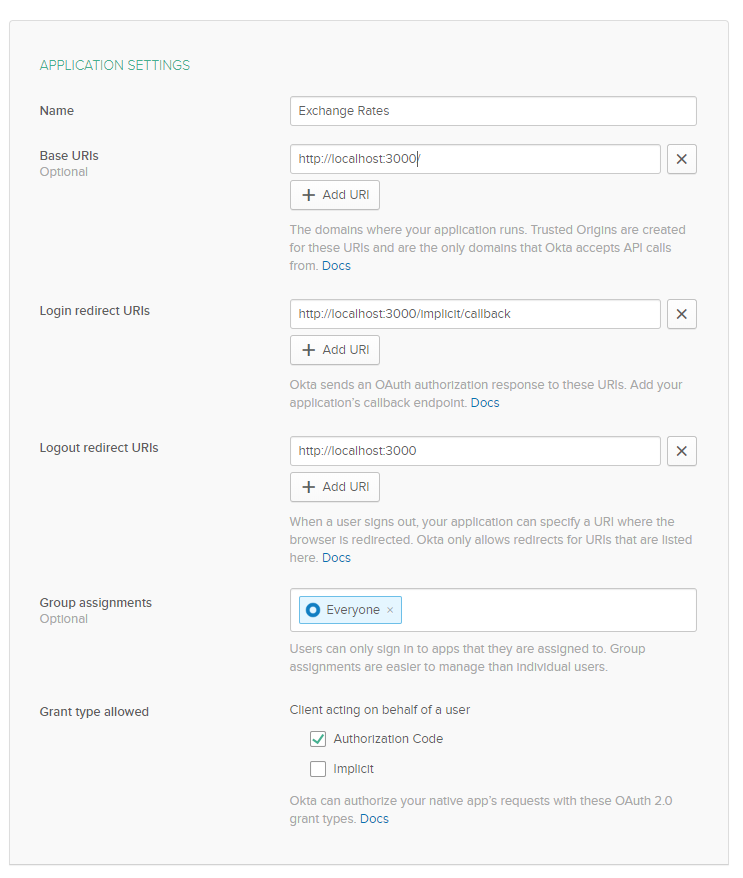 APPLICATION SETTINGS
Name
Exchange Rates
Base URIs
Optional
http://localhost:3000/
Add URI
The domains where your application runs. Trusted Origins are created
for these URIs and are the only domains that Okta accepts API calls
from. Docs
Login redirect URIs
http://localhost:3000/implicit/callback
Add URI
Okta sends an OAuth authorization response to these URIs. Add your
application's callback endpoint. Docs
Logout redirect URIs
http://localhost:3000
Add URI
When a user signs out, your application can specify a URI where the
browser is redirected. Okta only allows redirects for URIs that are listed
here. Docs
Group assignments
Optional
Everyone
Users can only sign in to apps that they are assigned to. Group
assignments are easier to manage than individual users.
Grant type allowed
Client acting on behalf of a user
Authorization Code
Implicit
Okta can authorize your native app's requests with these OAuth 2.0
grant types. Docs